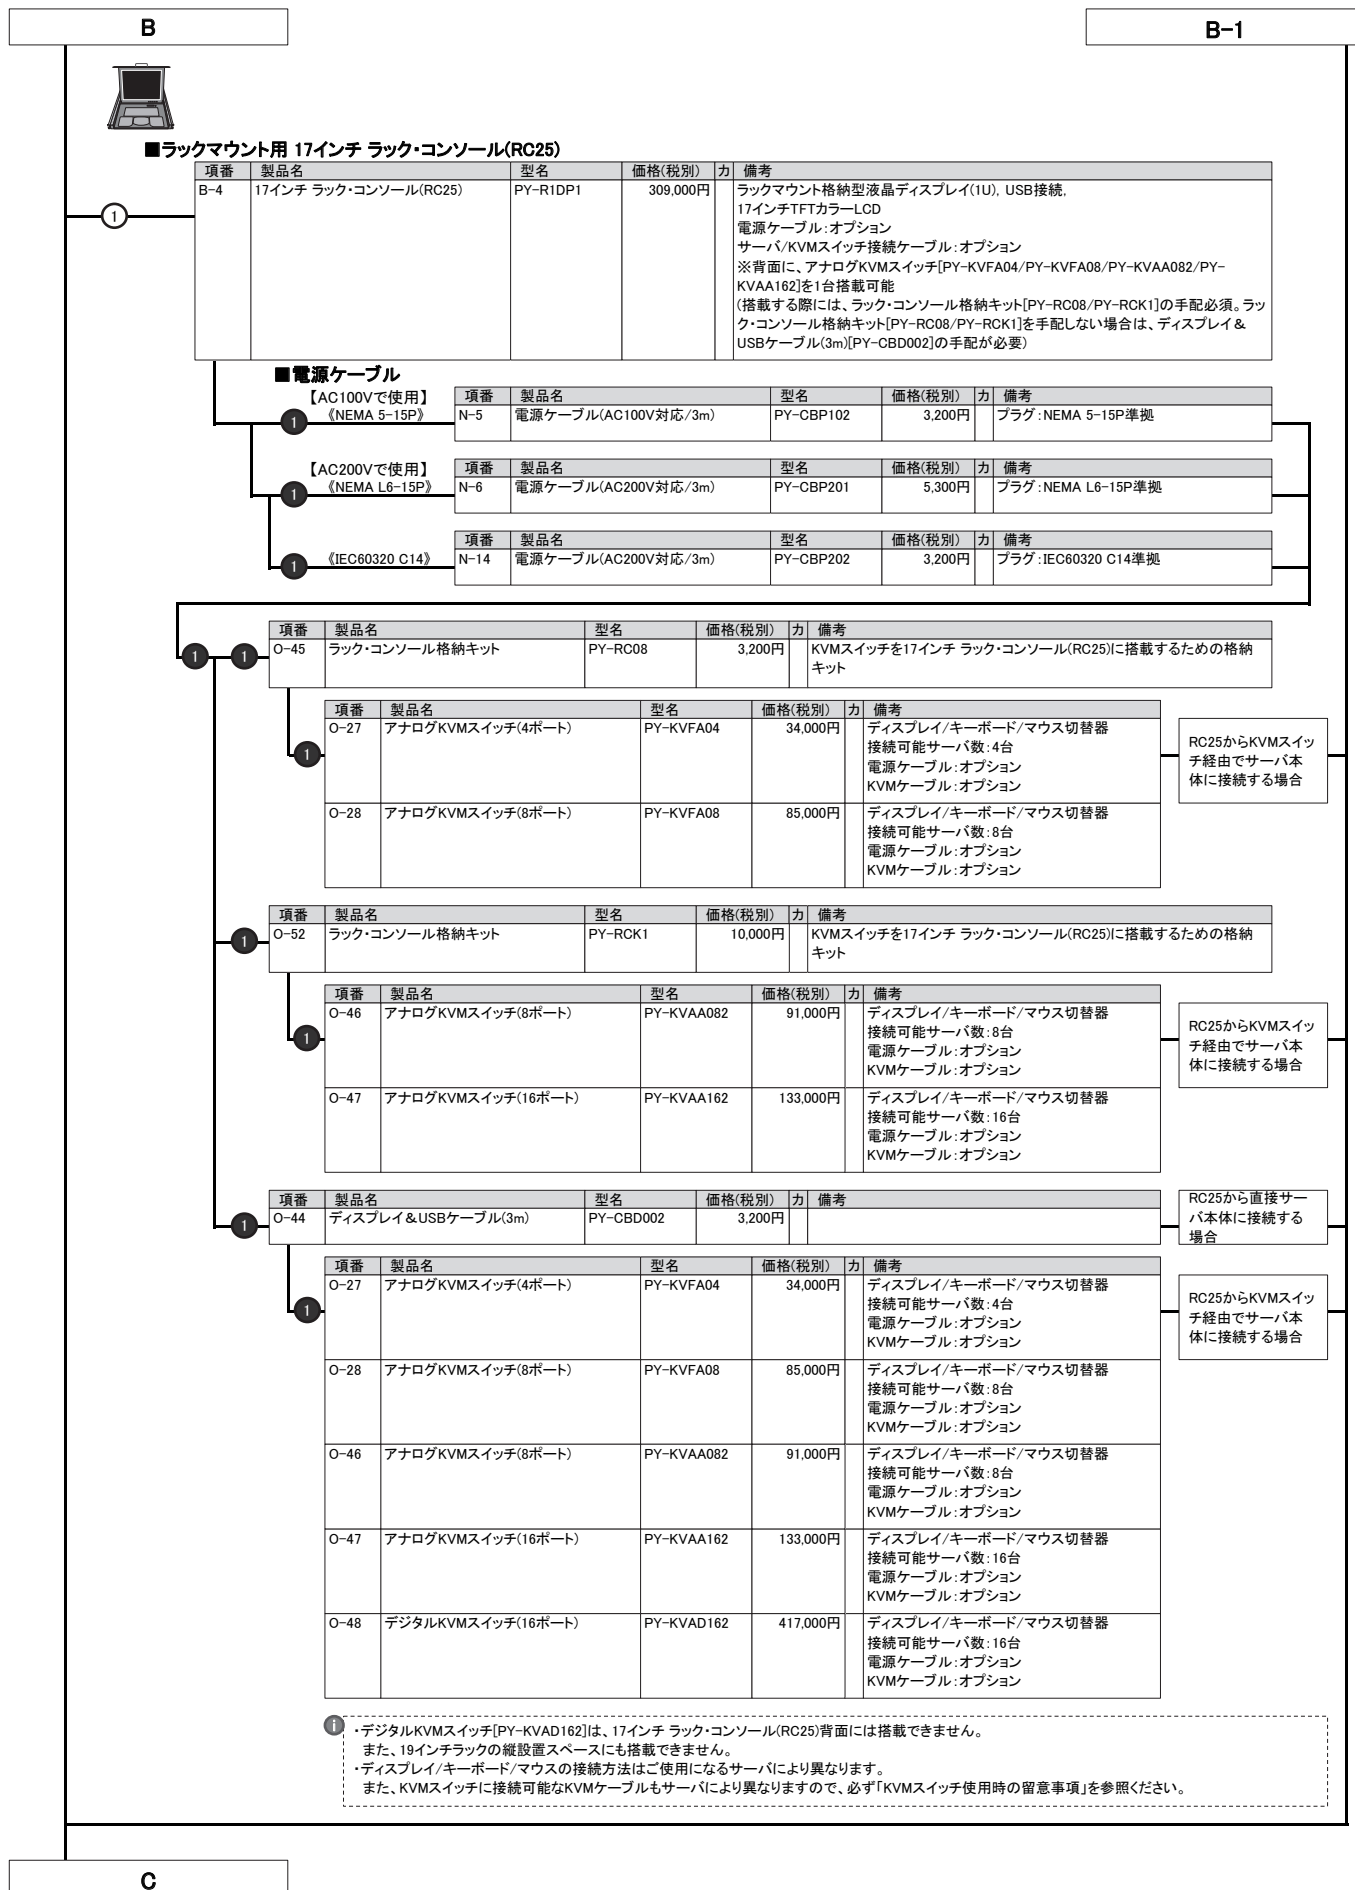 B
B-1
■ラックマウント用 17インチ ラック・コンソール(RC25)
項番 製品名 型名 価格(税別) カ 備考
B-4 17インチ ラック・コンソール(RC25) PY-R1DP1 309,000円 ラックマウント格納型液晶ディスプレイ(1U), USB接続,
17インチTFTカラーLCD
電源ケーブル:オプション
サーバ/KVMスイッチ接続ケーブル:オプション
※背面に、アナログKVMスイッチ[PY-KVFA04/PY-KVFA08/PY-KVAA082/PY-
KVAA162]を1台搭載可能
(搭載する際には、ラック・コンソール格納キット[PY-RC08/PY-RCK1]の手配必須。ラッ
ク・コンソール格納キット[PY-RC08/PY-RCK1]を手配しない場合は、ディスプレイ&
USBケーブル(3m)[PY-CBD002]の手配が必要)
1
■電源ケーブル
【AC100Vで使用】
《NEMA 5-15P》
1
項番 製品名 型名 価格(税別) カ 備考
N-5 電源ケーブル(AC100V対応/3m) PY-CBP102 3,200円 プラグ:NEMA 5-15P準拠
【AC200Vで使用】
《NEMA L6-15P》
1
項番 製品名 型名 価格(税別) カ 備考
N-6 電源ケーブル(AC200V対応/3m) PY-CBP201 5,300円 プラグ:NEMA L6-15P準拠
《IEC60320 C14》
1
項番 製品名 型名 価格(税別) カ 備考
N-14 電源ケーブル(AC200V対応/3m) PY-CBP202 3,200円 プラグ:IEC60320 C14準拠
1 1
項番 製品名 型名 価格(税別) カ 備考
O-45 ラック・コンソール格納キット PY-RC08 3,200円 KVMスイッチを17インチ ラック・コンソール(RC25)に搭載するための格納
キット
1
項番 製品名 型名 価格(税別) カ 備考
O-27 アナログKVMスイッチ(4ポート) PY-KVFA04 34,000円 ディスプレイ/キーボード/マウス切替器
接続可能サーバ数:4台
電源ケーブル:オプション
KVMケーブル:オプション
O-28 アナログKVMスイッチ(8ポート) PY-KVFA08 85,000円 ディスプレイ/キーボード/マウス切替器
接続可能サーバ数:8台
電源ケーブル:オプション
KVMケーブル:オプション
RC25からKVMスイッ
チ経由でサーバ本
体に接続する場合
1
項番 製品名 型名 価格(税別) カ 備考
O-52 ラック・コンソール格納キット PY-RCK1 10,000円 KVMスイッチを17インチ ラック・コンソール(RC25)に搭載するための格納
キット
1
項番 製品名 型名 価格(税別) カ 備考
O-46 アナログKVMスイッチ(8ポート) PY-KVAA082 91,000円 ディスプレイ/キーボード/マウス切替器
接続可能サーバ数:8台
電源ケーブル:オプション
KVMケーブル:オプション
O-47 アナログKVMスイッチ(16ポート) PY-KVAA162 133,000円 ディスプレイ/キーボード/マウス切替器
接続可能サーバ数:16台
電源ケーブル:オプション
KVMケーブル:オプション
RC25からKVMスイッ
チ経由でサーバ本
体に接続する場合
1
項番 製品名 型名 価格(税別) カ 備考
O-44 ディスプレイ&USBケーブル(3m) PY-CBD002 3,200円
RC25から直接サー
バ本体に接続する
場合
1
項番 製品名 型名 価格(税別) カ 備考
O-27 アナログKVMスイッチ(4ポート) PY-KVFA04 34,000円 ディスプレイ/キーボード/マウス切替器
接続可能サーバ数:4台
電源ケーブル:オプション
KVMケーブル:オプション
O-28 アナログKVMスイッチ(8ポート) PY-KVFA08 85,000円 ディスプレイ/キーボード/マウス切替器
接続可能サーバ数:8台
電源ケーブル:オプション
KVMケーブル:オプション
O-46 アナログKVMスイッチ(8ポート) PY-KVAA082 91,000円 ディスプレイ/キーボード/マウス切替器
接続可能サーバ数:8台
電源ケーブル:オプション
KVMケーブル:オプション
O-47 アナログKVMスイッチ(16ポート) PY-KVAA162 133,000円 ディスプレイ/キーボード/マウス切替器
接続可能サーバ数:16台
電源ケーブル:オプション
KVMケーブル:オプション
O-48 デジタルKVMスイッチ(16ポート) PY-KVAD162 417,000円 ディスプレイ/キーボード/マウス切替器
接続可能サーバ数:16台
電源ケーブル:オプション
KVMケーブル:オプション
RC25からKVMスイッ
チ経由でサーバ本
体に接続する場合
i
・デジタルKVMスイッチ[PY-KVAD162]は、17インチ ラック・コンソール(RC25)背面には搭載できません。
また、19インチラックの縦設置スペースにも搭載できません。
・ディスプレイ/キーボード/マウスの接続方法はご使用になるサーバにより異なります。
また、KVMスイッチに接続可能なKVMケーブルもサーバにより異なりますので、必ず「KVMスイッチ使用時の留意事項」を参照ください。
C